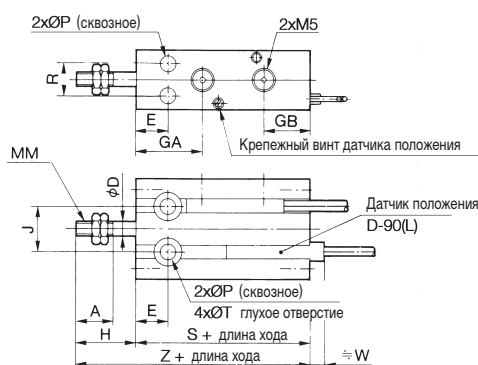 2xØP (сквозное)
2xM5
R
E
GA
GB
Крепежный винт датчика положения
MM
φD
J
Датчик положения
D-90(L)
2xØP (сквозное)
4xØT глухое отверстие
A
E
H
S + длина хода
Z + длина хода
≒W